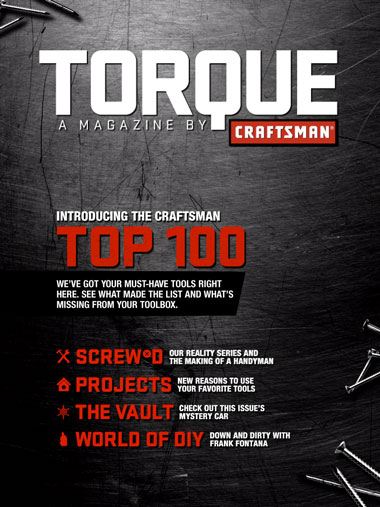 TORQUE
A MAGAZINE BY CRAFTSMAN®
INTRODUCING THE CRAFTSMAN
TOP 100
WE'VE GOT YOUR MUST-HAVE TOOLS RIGHT
HERE. SEE WHAT MADE THE LIST AND WHAT'S
MISSING FROM YOUR TOOLBOX.
SCREW*D OUR REALITY SERIES AND
THE MAKING OF A HANDYMAN
PROJECTS NEW REASONS TO USE
YOUR FAVORITE TOOLS
THE VAULT CHECK OUT THIS ISSUE'S
MYSTERY CAR
WORLD OF DIY DOWN AND DIRTY WITH
FRANK FONTANA